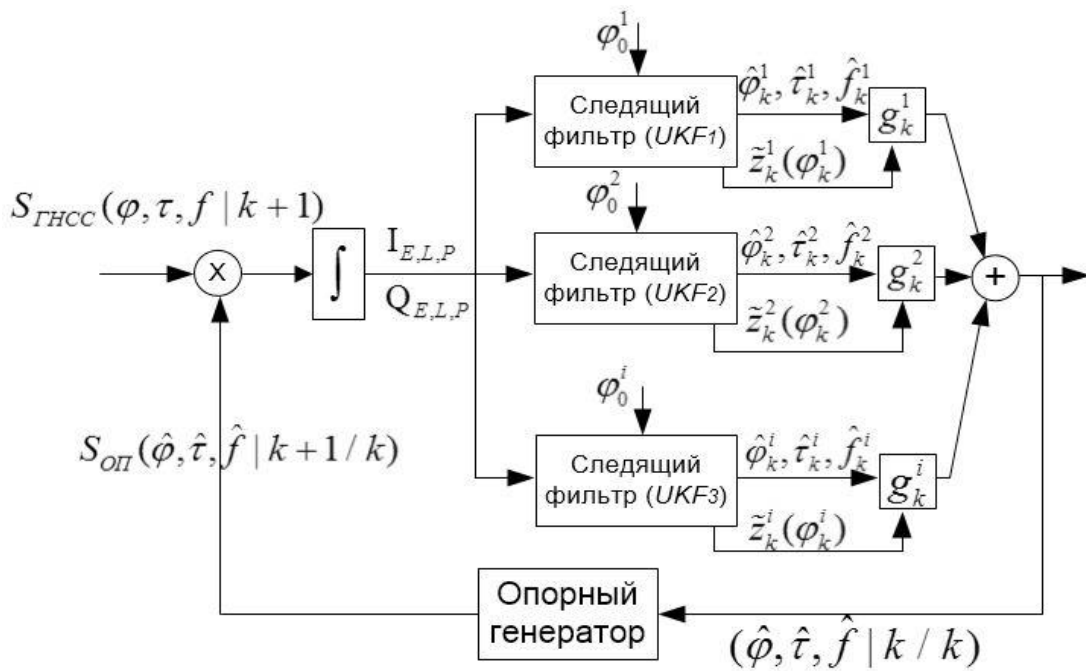 φ₀¹
Следящий
фильтр (UKF₁)
φ̂ₖ¹, τ̂ₖ¹, f̂ₖ¹
gₖ¹
z̃ₖ¹(φₖ¹)
S_ГНСС(φ, τ, f | k + 1)
X
∫
I_E,L,P
Q_E,L,P
φ₀²
Следящий
фильтр (UKF₂)
φ̂ₖ², τ̂ₖ², f̂ₖ²
gₖ²
z̃ₖ²(φₖ²)
+
φ₀ⁱ
Следящий
фильтр (UKF₃)
φ̂ₖⁱ, τ̂ₖⁱ, f̂ₖⁱ
gₖⁱ
z̃ₖⁱ(φₖⁱ)
S_ОП(φ̂, τ̂, f̂ | k + 1 / k)
Опорный
генератор
(φ̂, τ̂, f̂ | k / k)